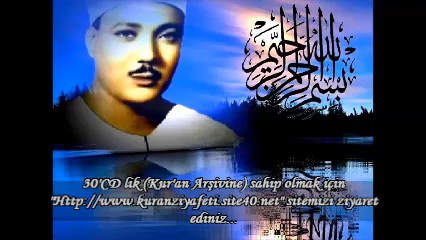 بسم الله الرحمن الرحيم
30'CD lik (Kur'an Arşivine) sahip olmak için
"Http://www.kuranziyafeti.site40.net" sitemizi ziyaret
ediniz...